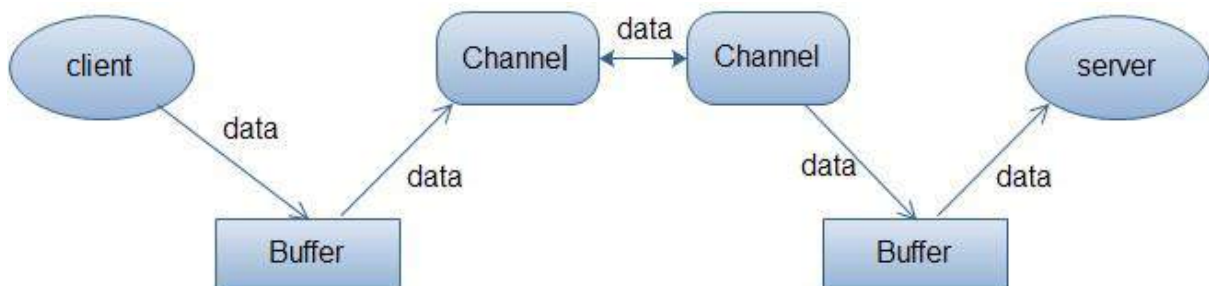 client
data
Buffer
data
Channel
data
Channel
data
Buffer
data
server